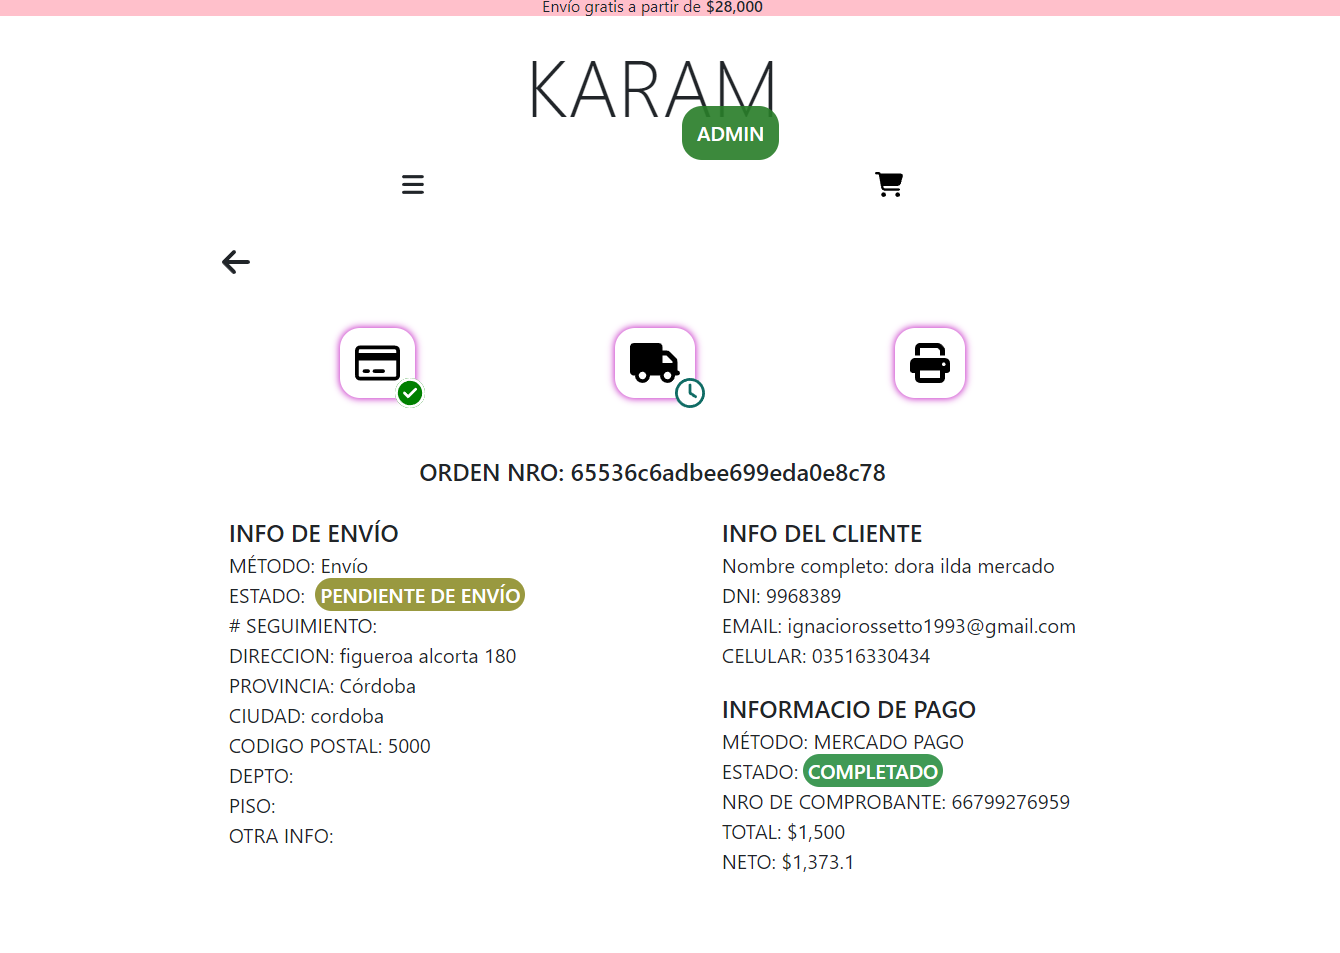 Envío gratis a partir de $28,000
KARAM
ADMIN
ORDEN NRO: 65536c6adbee699eda0e8c78
INFO DE ENVÍO
MÉTODO: Envío
ESTADO: PENDIENTE DE ENVÍO
# SEGUIMIENTO:
DIRECCION: figueroa alcorta 180
PROVINCIA: Córdoba
CIUDAD: cordoba
CODIGO POSTAL: 5000
DEPTO:
PISO:
OTRA INFO:
INFO DEL CLIENTE
Nombre completo: dora ilda mercado
DNI: 9968389
EMAIL: ignaciorossetto1993@gmail.com
CELULAR: 03516330434
INFORMACIO DE PAGO
MÉTODO: MERCADO PAGO
ESTADO: COMPLETADO
NRO DE COMPROBANTE: 66799276959
TOTAL: $1,500
NETO: $1,373.1